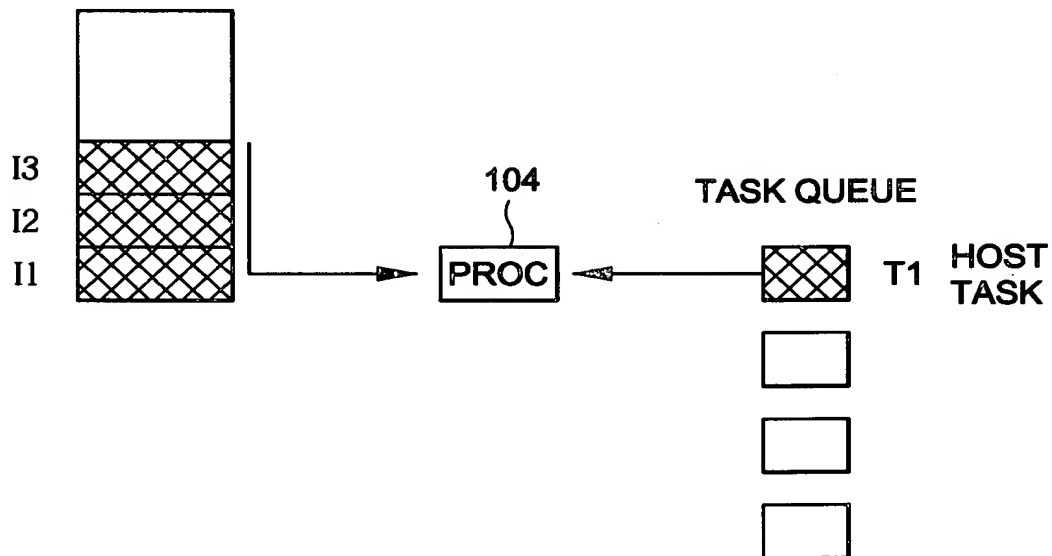 I3
I2
I1
104
PROC
TASK QUEUE
T1
HOST
TASK